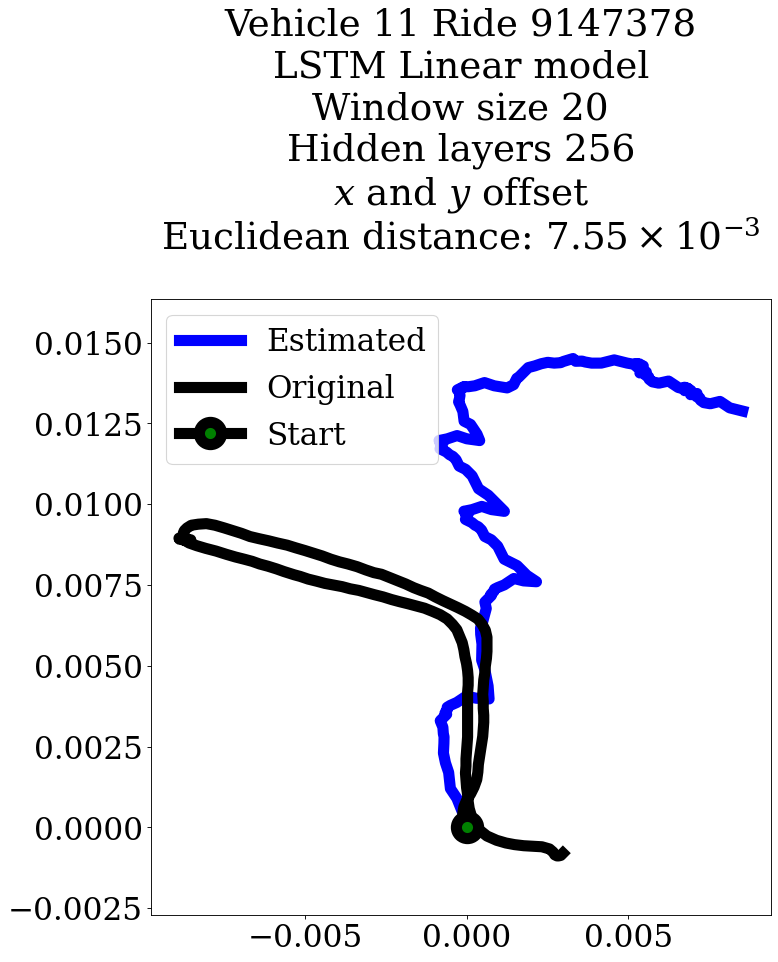 Vehicle 11 Ride 9147378
LSTM Linear model
Window size 20
Hidden layers 256
x and y offset
Euclidean distance: 7.55 × 10⁻³
Estimated
Original
Start
0.0150
0.0125
0.0100
0.0075
0.0050
0.0025
0.0000
−0.0025
−0.005 0.000 0.005